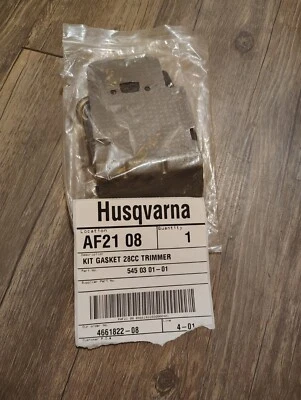 Husqvarna
Location
Quantity
AF21 08
1
Description
KIT GASKET 28CC TRIMMER
Part No.
545 03 01-01
Supplier Part No.
4661822-08
4-01